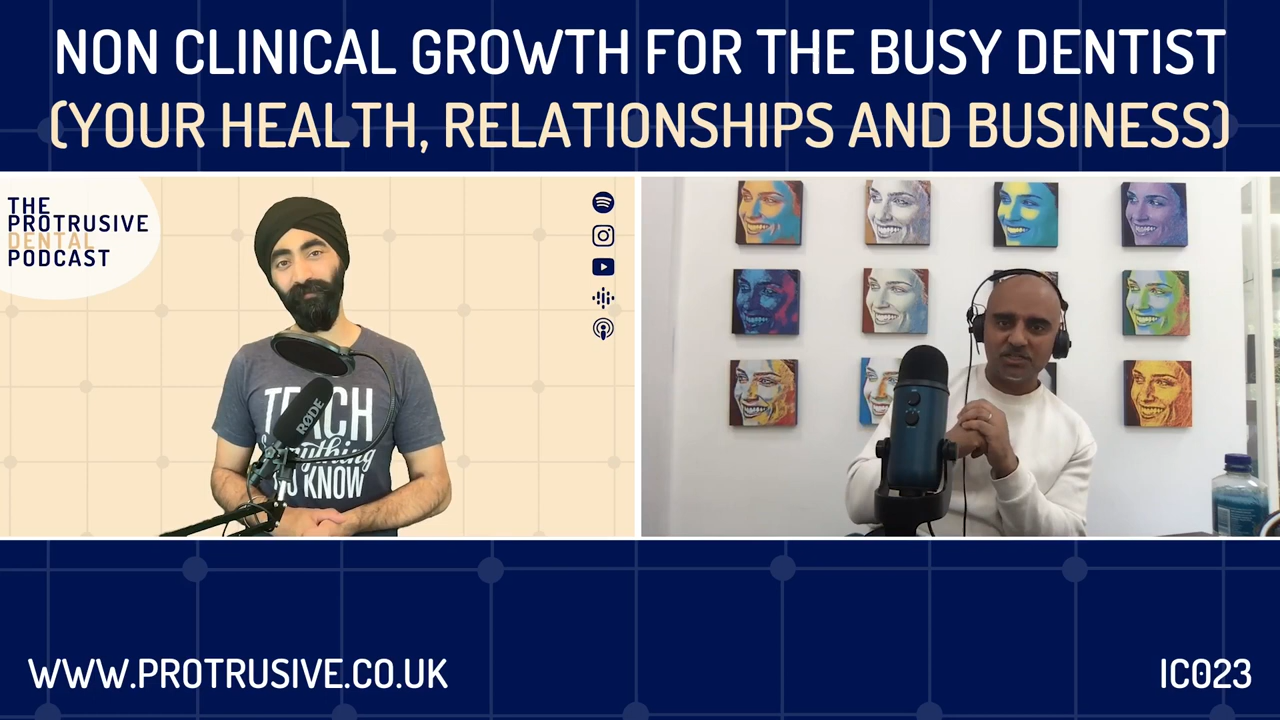 NON CLINICAL GROWTH FOR THE BUSY DENTIST
(YOUR HEALTH, RELATIONSHIPS AND BUSINESS)
THE
PROTRUSIVE
DENTAL
PODCAST
RØDE
KNOW
WWW.PROTRUSIVE.CO.UK
IC023